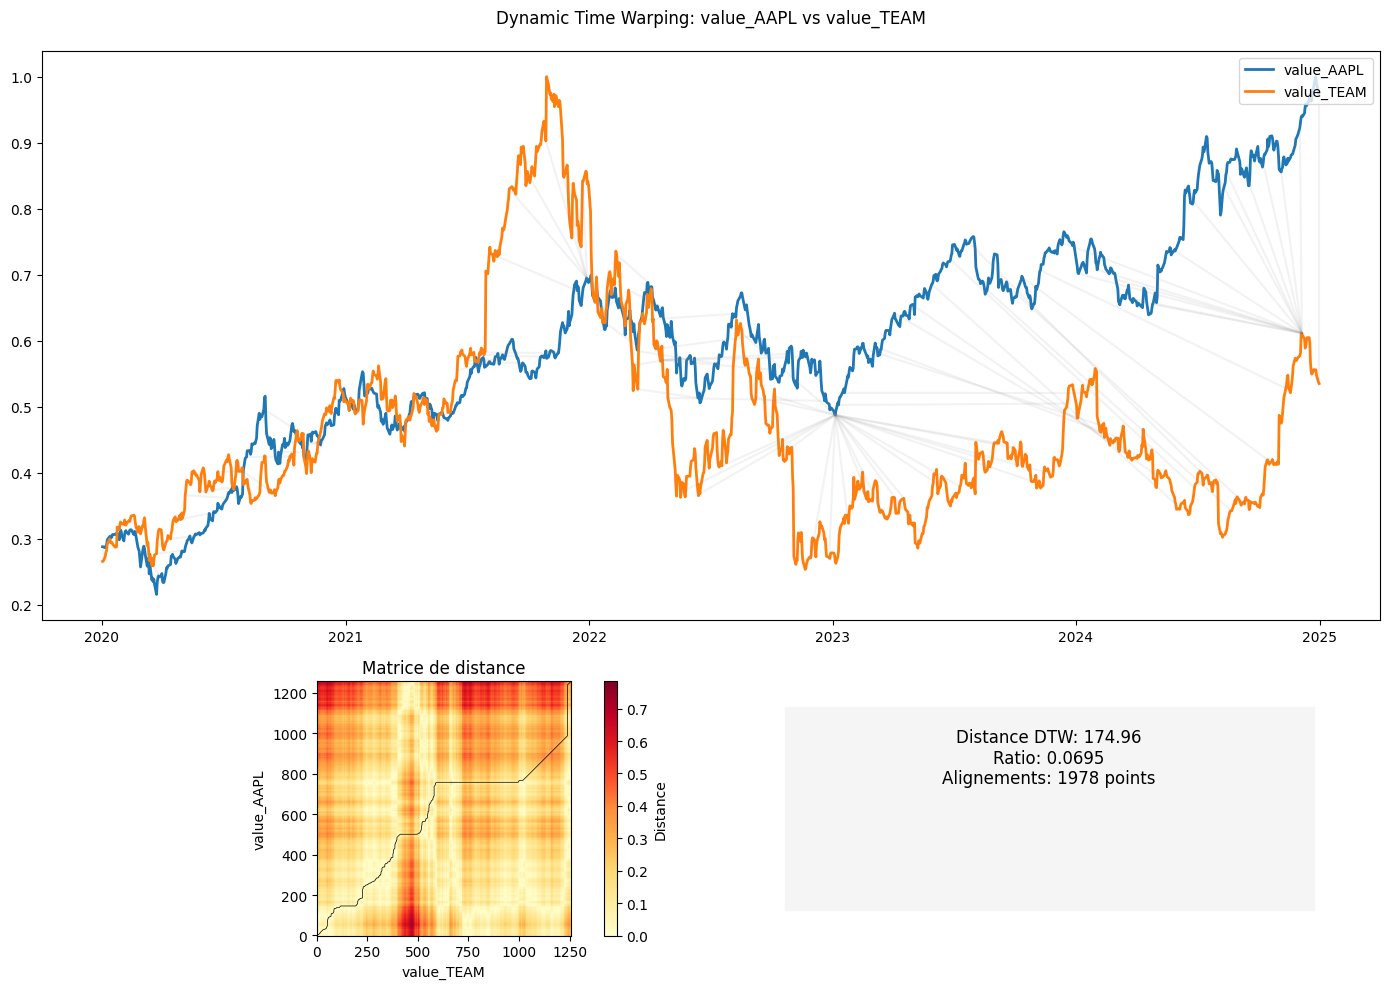 Dynamic Time Warping: value_AAPL vs value_TEAM
value_AAPL
value_TEAM
1.0
0.9
0.8
0.7
0.6
0.5
0.4
0.3
0.2
2020 2021 2022 2023 2024 2025
Matrice de distance
value_AAPL
1200
1000
800
600
400
200
0
0 250 500 750 1000 1250
value_TEAM
0.7
0.6
0.5
0.4
0.3
0.2
0.1
0.0
Distance
Distance DTW: 174.96
Ratio: 0.0695
Alignements: 1978 points